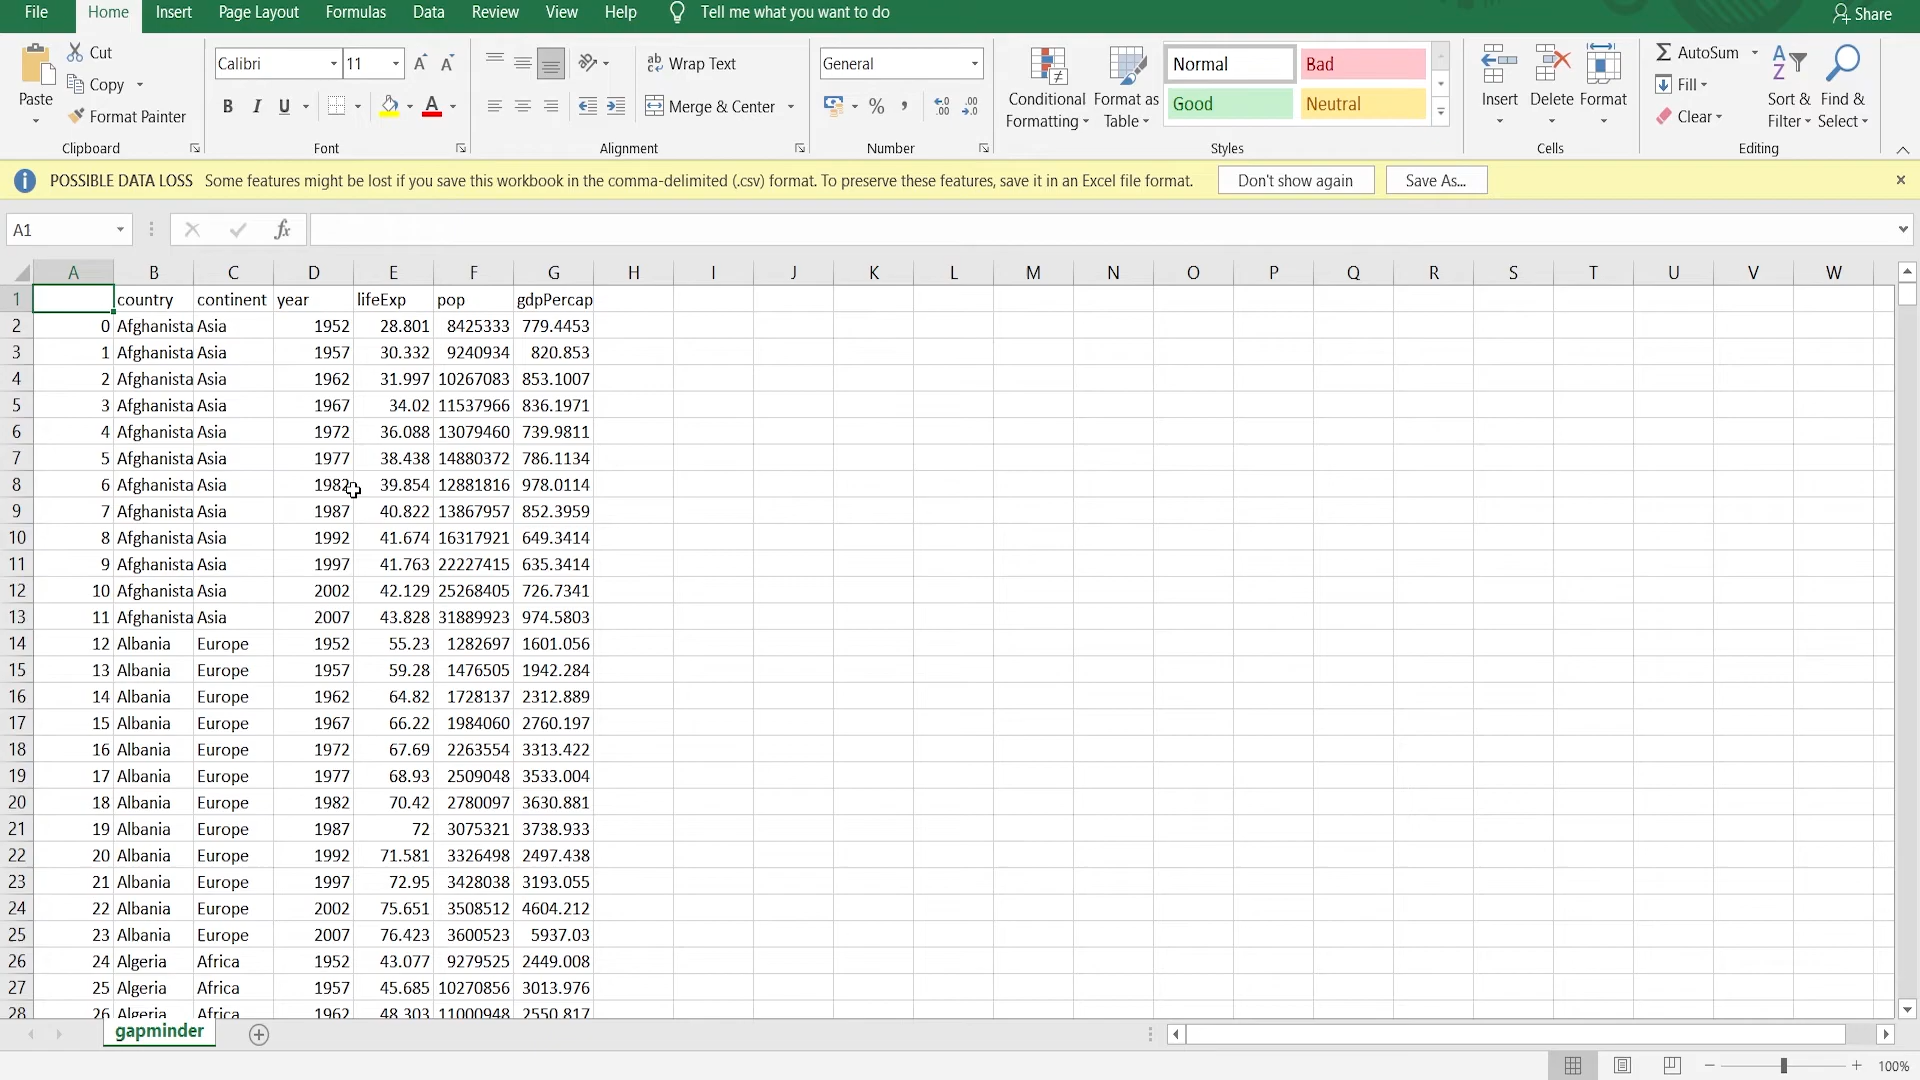 File Home Insert Page Layout Formulas Data Review View Help Tell me what you want to do Share
Cut
Copy
Format Painter
Paste
Clipboard
Calibri 11
B I U
Font
Wrap Text
Merge & Center
Alignment
General
Number
Conditional Formatting
Format as Table
Normal Bad
Good Neutral
Styles
Insert Delete Format
Cells
AutoSum
Fill
Clear
Sort & Filter
Find & Select
Editing
POSSIBLE DATA LOSS Some features might be lost if you save this workbook in the comma-delimited (.csv) format. To preserve these features, save it in an Excel file format. Don't show again Save As...
A1 fx
A B C D E F G H I J K L M N O P Q R S T U V W
1 country continent year lifeExp pop gdpPercap
2 0 Afghanista Asia 1952 28.801 8425333 779.4453
3 1 Afghanista Asia 1957 30.332 9240934 820.853
4 2 Afghanista Asia 1962 31.997 10267083 853.1007
5 3 Afghanista Asia 1967 34.02 11537966 836.1971
6 4 Afghanista Asia 1972 36.088 13079460 739.9811
7 5 Afghanista Asia 1977 38.438 14880372 786.1134
8 6 Afghanista Asia 1982 39.854 12881816 978.0114
9 7 Afghanista Asia 1987 40.822 13867957 852.3959
10 8 Afghanista Asia 1992 41.674 16317921 649.3414
11 9 Afghanista Asia 1997 41.763 22227415 635.3414
12 10 Afghanista Asia 2002 42.129 25268405 726.7341
13 11 Afghanista Asia 2007 43.828 31889923 974.5803
14 12 Albania Europe 1952 55.23 1282697 1601.056
15 13 Albania Europe 1957 59.28 1476505 1942.284
16 14 Albania Europe 1962 64.82 1728137 2312.889
17 15 Albania Europe 1967 66.22 1984060 2760.197
18 16 Albania Europe 1972 67.69 2263554 3313.422
19 17 Albania Europe 1977 68.93 2509048 3533.004
20 18 Albania Europe 1982 70.42 2780097 3630.881
21 19 Albania Europe 1987 72 3075321 3738.933
22 20 Albania Europe 1992 71.581 3326498 2497.438
23 21 Albania Europe 1997 72.95 3428038 3193.055
24 22 Albania Europe 2002 75.651 3508512 4604.212
25 23 Albania Europe 2007 76.423 3600523 5937.03
26 24 Algeria Africa 1952 43.077 9279525 2449.008
27 25 Algeria Africa 1957 45.685 10270856 3013.976
28 26 Algeria Africa 1962 48.303 11000948 2550.817
gapminder
100%